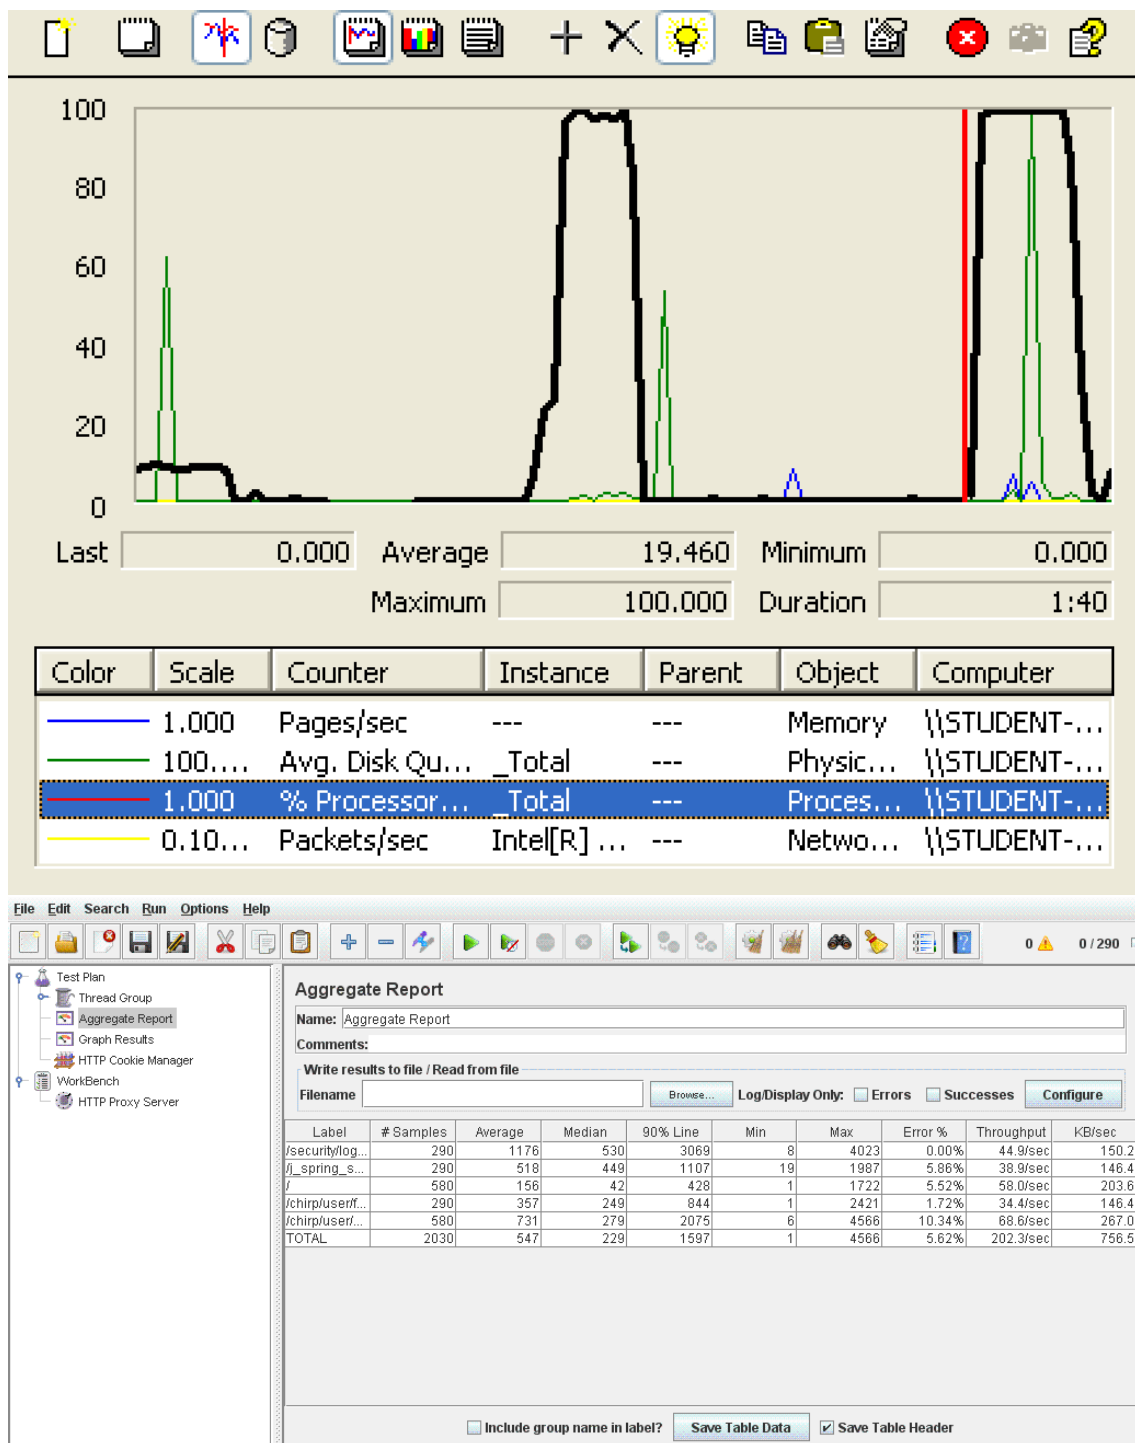 100
80
60
40
20
0
Last 0.000 Average 19.460 Minimum 0.000
Maximum 100.000 Duration 1:40
Color Scale Counter Instance Parent Object Computer
1.000 Pages/sec --- --- Memory \\STUDENT-...
100.... Avg. Disk Qu... _Total --- Physic... \\STUDENT-...
1.000 % Processor... _Total --- Proces... \\STUDENT-...
0.10... Packets/sec Intel[R] ... --- Netwo... \\STUDENT-...
File Edit Search Run Options Help
0 0 / 290
Test Plan
Thread Group
Aggregate Report
Graph Results
HTTP Cookie Manager
WorkBench
HTTP Proxy Server
Aggregate Report
Name: Aggregate Report
Comments:
Write results to file / Read from file
Filename Browse... Log/Display Only: Errors Successes Configure
Label # Samples Average Median 90% Line Min Max Error % Throughput KB/sec
/security/log... 290 1176 530 3069 8 4023 0.00% 44.9/sec 150.2
/j_spring_s... 290 518 449 1107 19 1987 5.86% 38.9/sec 146.4
/ 580 156 42 428 1 1722 5.52% 58.0/sec 203.6
/chirp/user/f... 290 357 249 844 1 2421 1.72% 34.4/sec 146.4
/chirp/user/... 580 731 279 2075 6 4566 10.34% 68.6/sec 267.0
TOTAL 2030 547 229 1597 1 4566 5.62% 202.3/sec 756.5
Include group name in label? Save Table Data Save Table Header